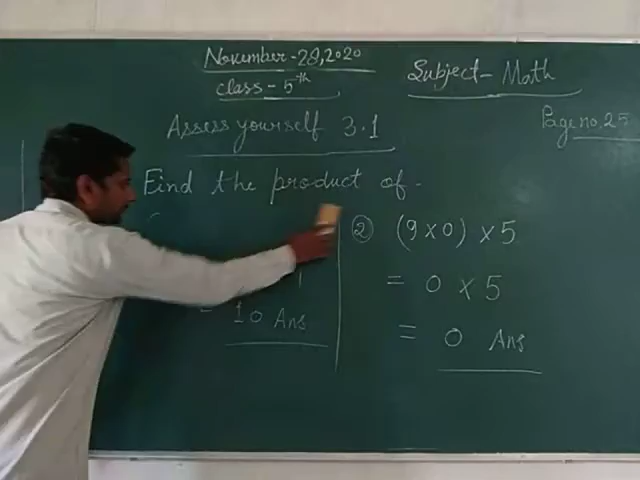 November-28,2020
class-5th
Subject-Math
Assess yourself 3.1
Page no.25
Find the product of -
② (9×0) ×5
= 0 × 5
= 0 Ans
= 10 Ans